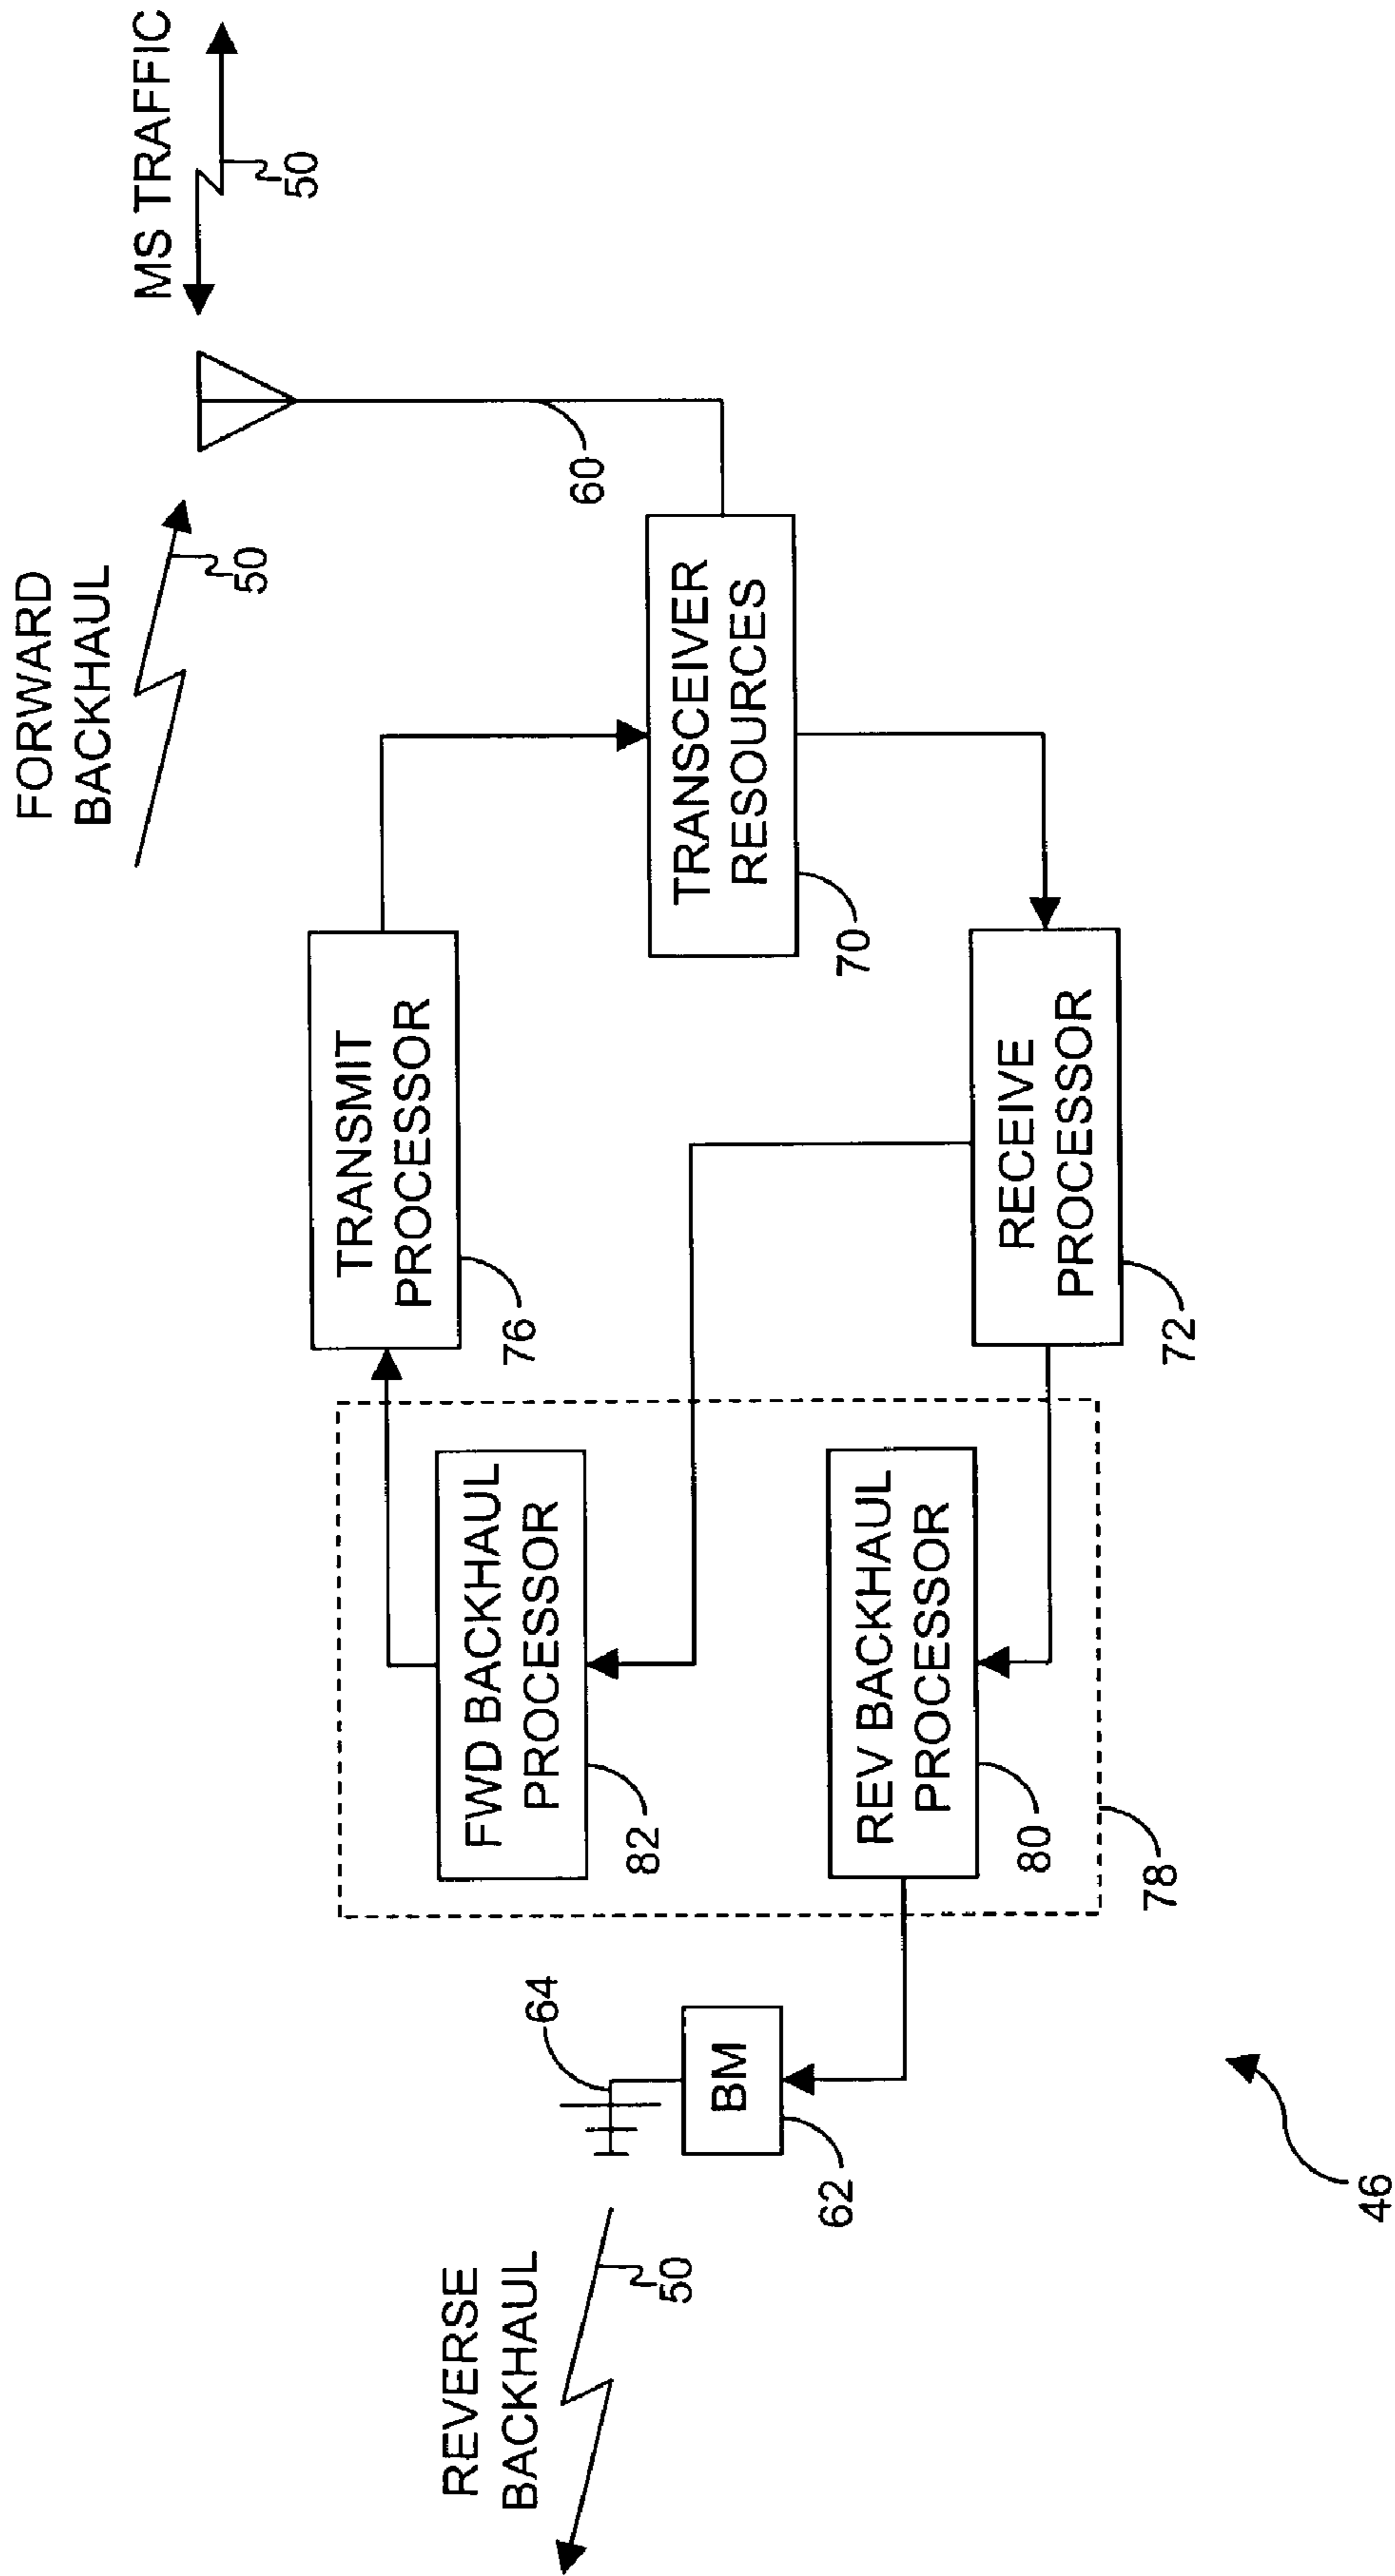 FORWARD
BACKHAUL
50
MS TRAFFIC
50
60
TRANSMIT
PROCESSOR
76
TRANSCEIVER
RESOURCES
70
FWD BACKHAUL
PROCESSOR
82
REV BACKHAUL
PROCESSOR
80
RECEIVE
PROCESSOR
72
78
64
BM
62
REVERSE
BACKHAUL
50
46